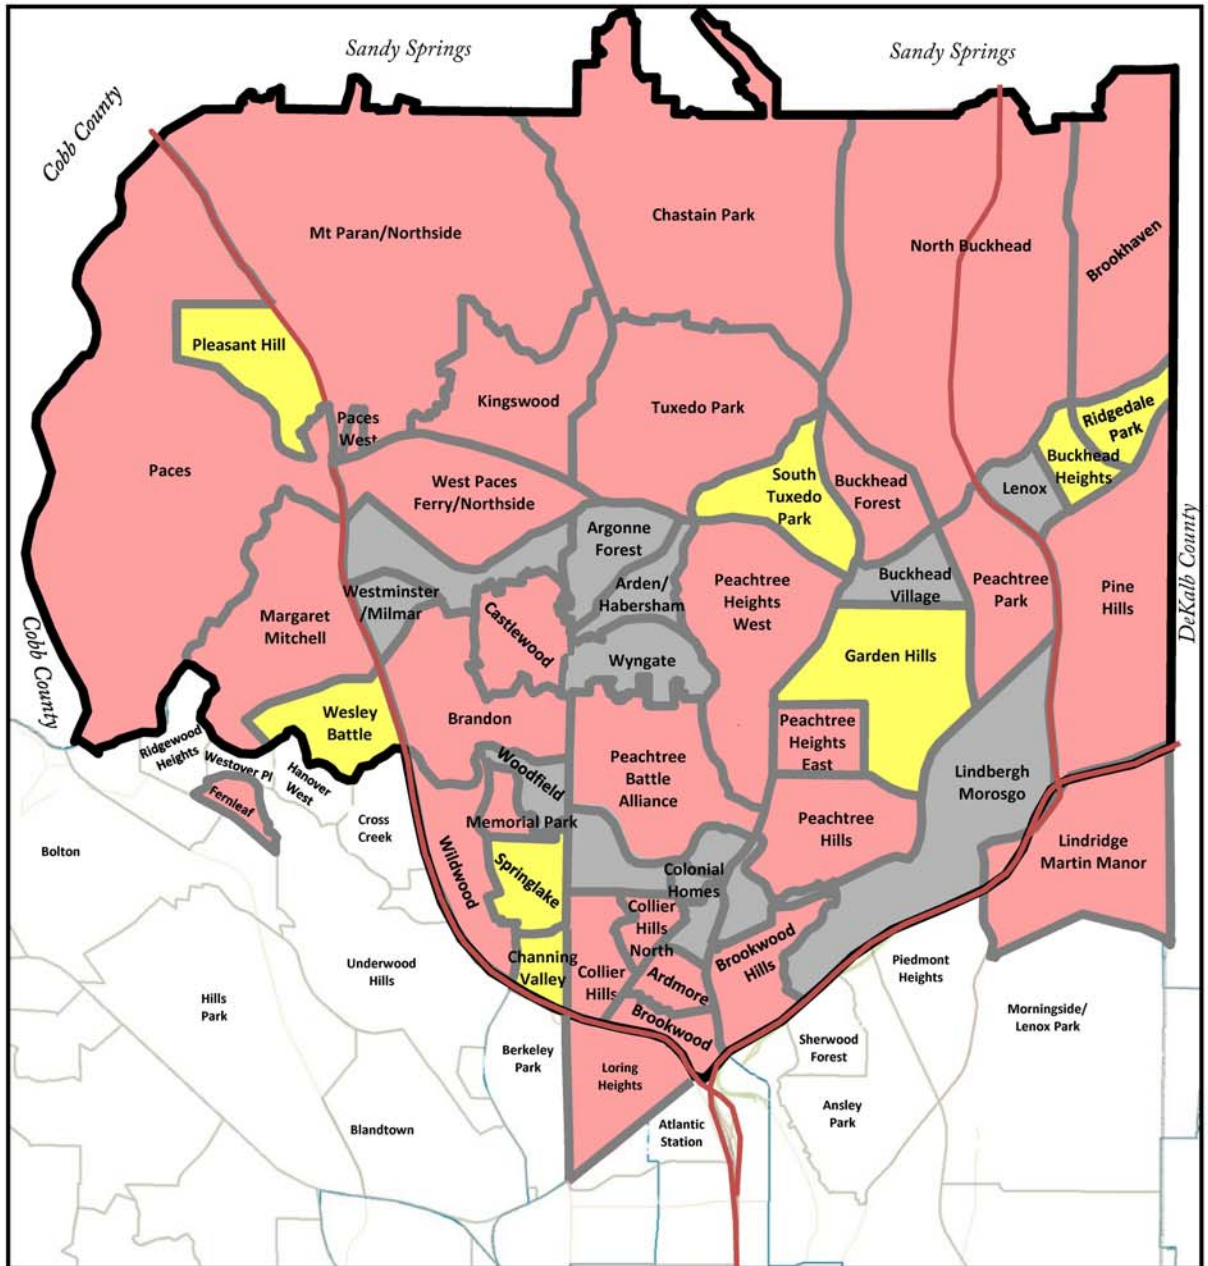 Sandy Springs
Sandy Springs
Cobb County
Chastain Park
Mt Paran/Northside
North Buckhead
Brookhaven
Pleasant Hill
Kingswood
Tuxedo Park
Paces
West
Ridgedale
Park
Paces
West Paces
Ferry/Northside
South
Tuxedo
Park
Buckhead
Forest
Buckhead
Heights
Lenox
Argonne
Forest
DeKalb County
Westminster
/Milmar
Arden/
Habersham
Peachtree
Heights
West
Buckhead
Village
Peachtree
Park
Pine
Hills
Margaret
Mitchell
Castlewood
Cobb County
Wyngate
Garden Hills
Wesley
Battle
Brandon
Peachtree
Heights
East
Ridgewood
Heights
Westover Pl
Hanover
West
Woodfield
Peachtree
Battle
Alliance
Lindbergh
Morosgo
Fernleaf
Cross
Creek
Memorial Park
Peachtree
Hills
Lindridge
Martin Manor
Bolton
Wildwood
Springlake
Colonial
Homes
Collier
Hills
North
Brookwood
Hills
Underwood
Hills
Channing
Valley
Collier
Hills
Ardmore
Piedmont
Heights
Hills
Park
Brookwood
Morningside/
Lenox Park
Berkeley
Park
Loring
Heights
Sherwood
Forest
Blandtown
Atlantic
Station
Ansley
Park